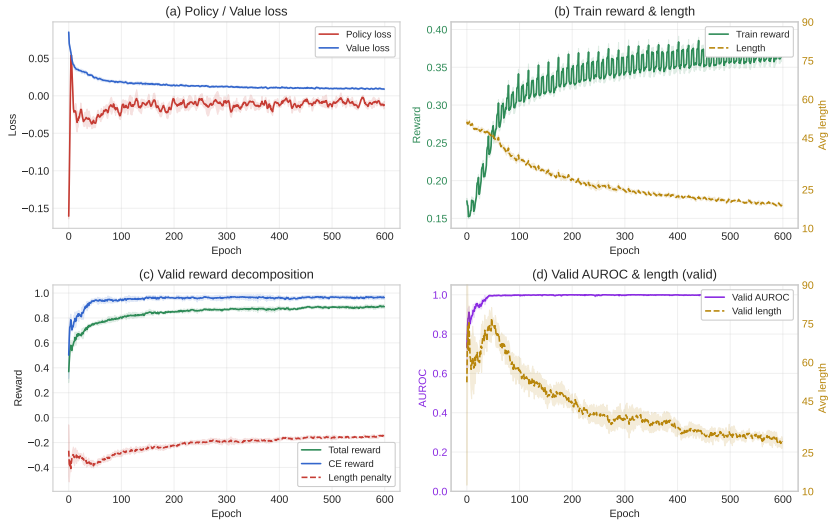 (a) Policy / Value loss
Policy loss
Value loss
0.05
0.00
−0.05
−0.10
−0.15
Loss
0 100 200 300 400 500 600
Epoch
(b) Train reward & length
Train reward
Length
0.40
0.35
0.30
0.25
0.20
0.15
Reward
90
75
60
45
25
10
Avg length
0 100 200 300 400 500 600
Epoch
(c) Valid reward decomposition
1.0
0.8
0.6
0.4
0.2
0.0
−0.2
−0.4
Reward
Total reward
CE reward
Length penalty
0 100 200 300 400 500 600
Epoch
(d) Valid AUROC & length (valid)
Valid AUROC
Valid length
1.0
0.8
0.6
0.4
0.2
0.0
AUROC
90
75
60
45
25
10
Avg length
0 100 200 300 400 500 600
Epoch